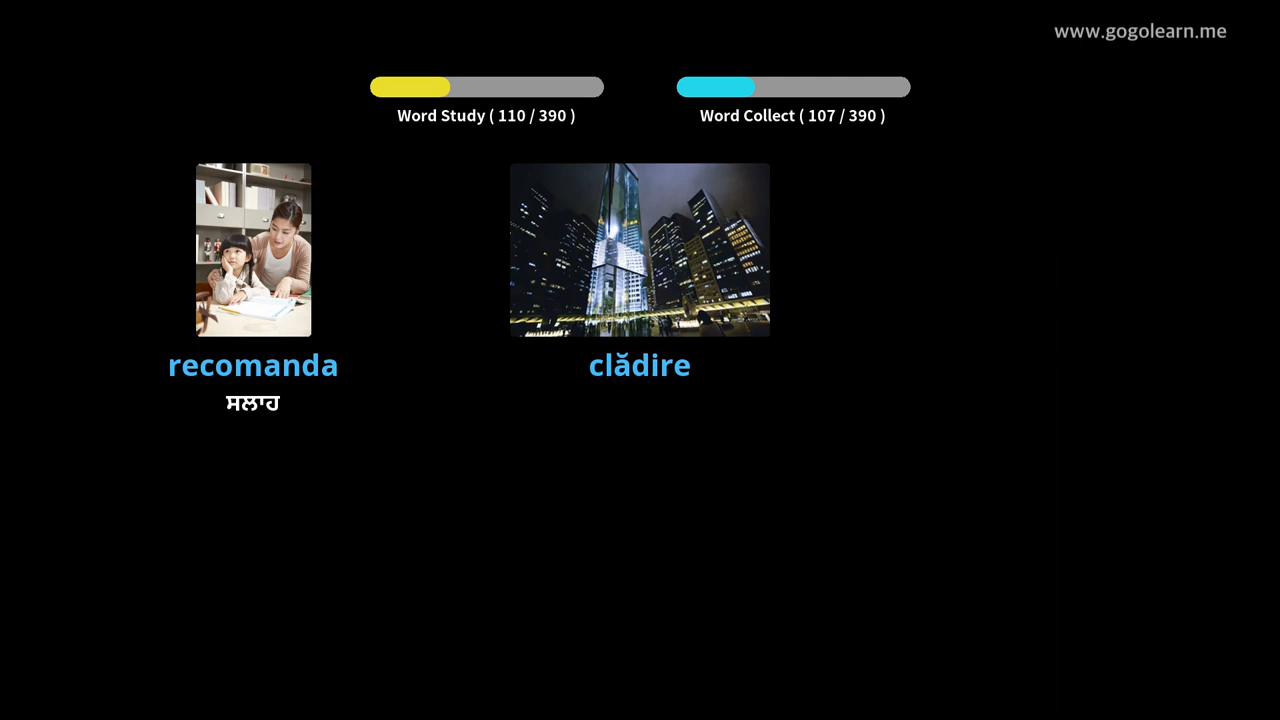 www.gogolearn.me
Word Study ( 110 / 390 )
Word Collect ( 107 / 390 )
recomanda
clădire
ਸਲਾਹ